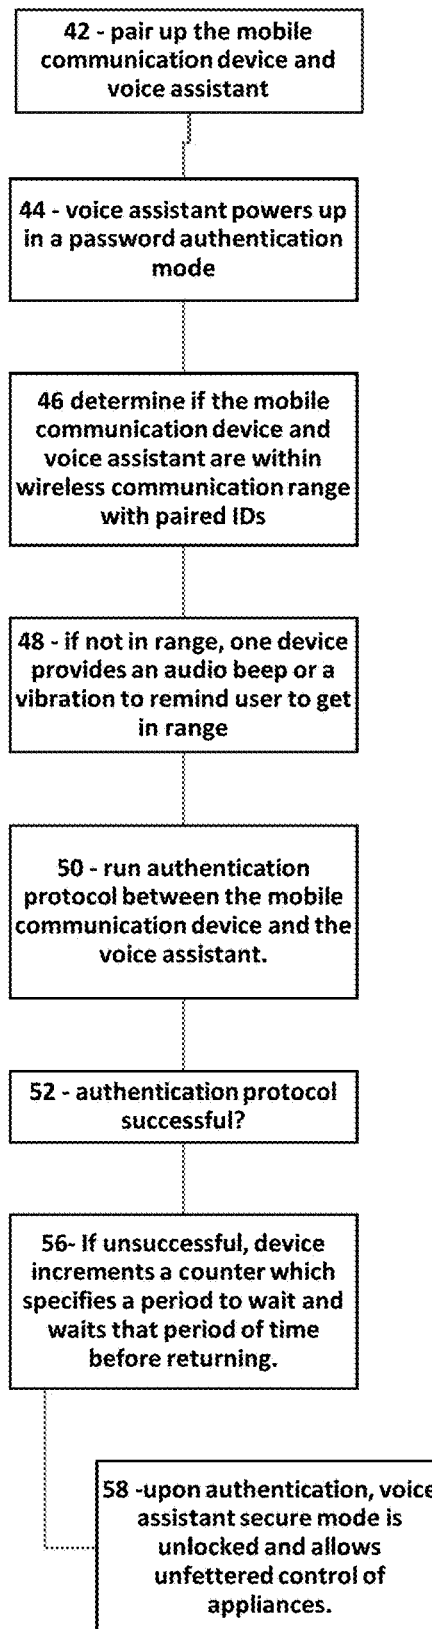 42 - pair up the mobile
communication device and
voice assistant
44 - voice assistant powers up
in a password authentication
mode
46 determine if the mobile
communication device and
voice assistant are within
wireless communication range
with paired IDs
48 - if not in range, one device
provides an audio beep or a
vibration to remind user to get
in range
50 - run authentication
protocol between the mobile
communication device and the
voice assistant.
52 - authentication protocol
successful?
56- If unsuccessful, device
increments a counter which
specifies a period to wait and
waits that period of time
before returning.
58 -upon authentication, voice
assistant secure mode is
unlocked and allows
unfettered control of
appliances.